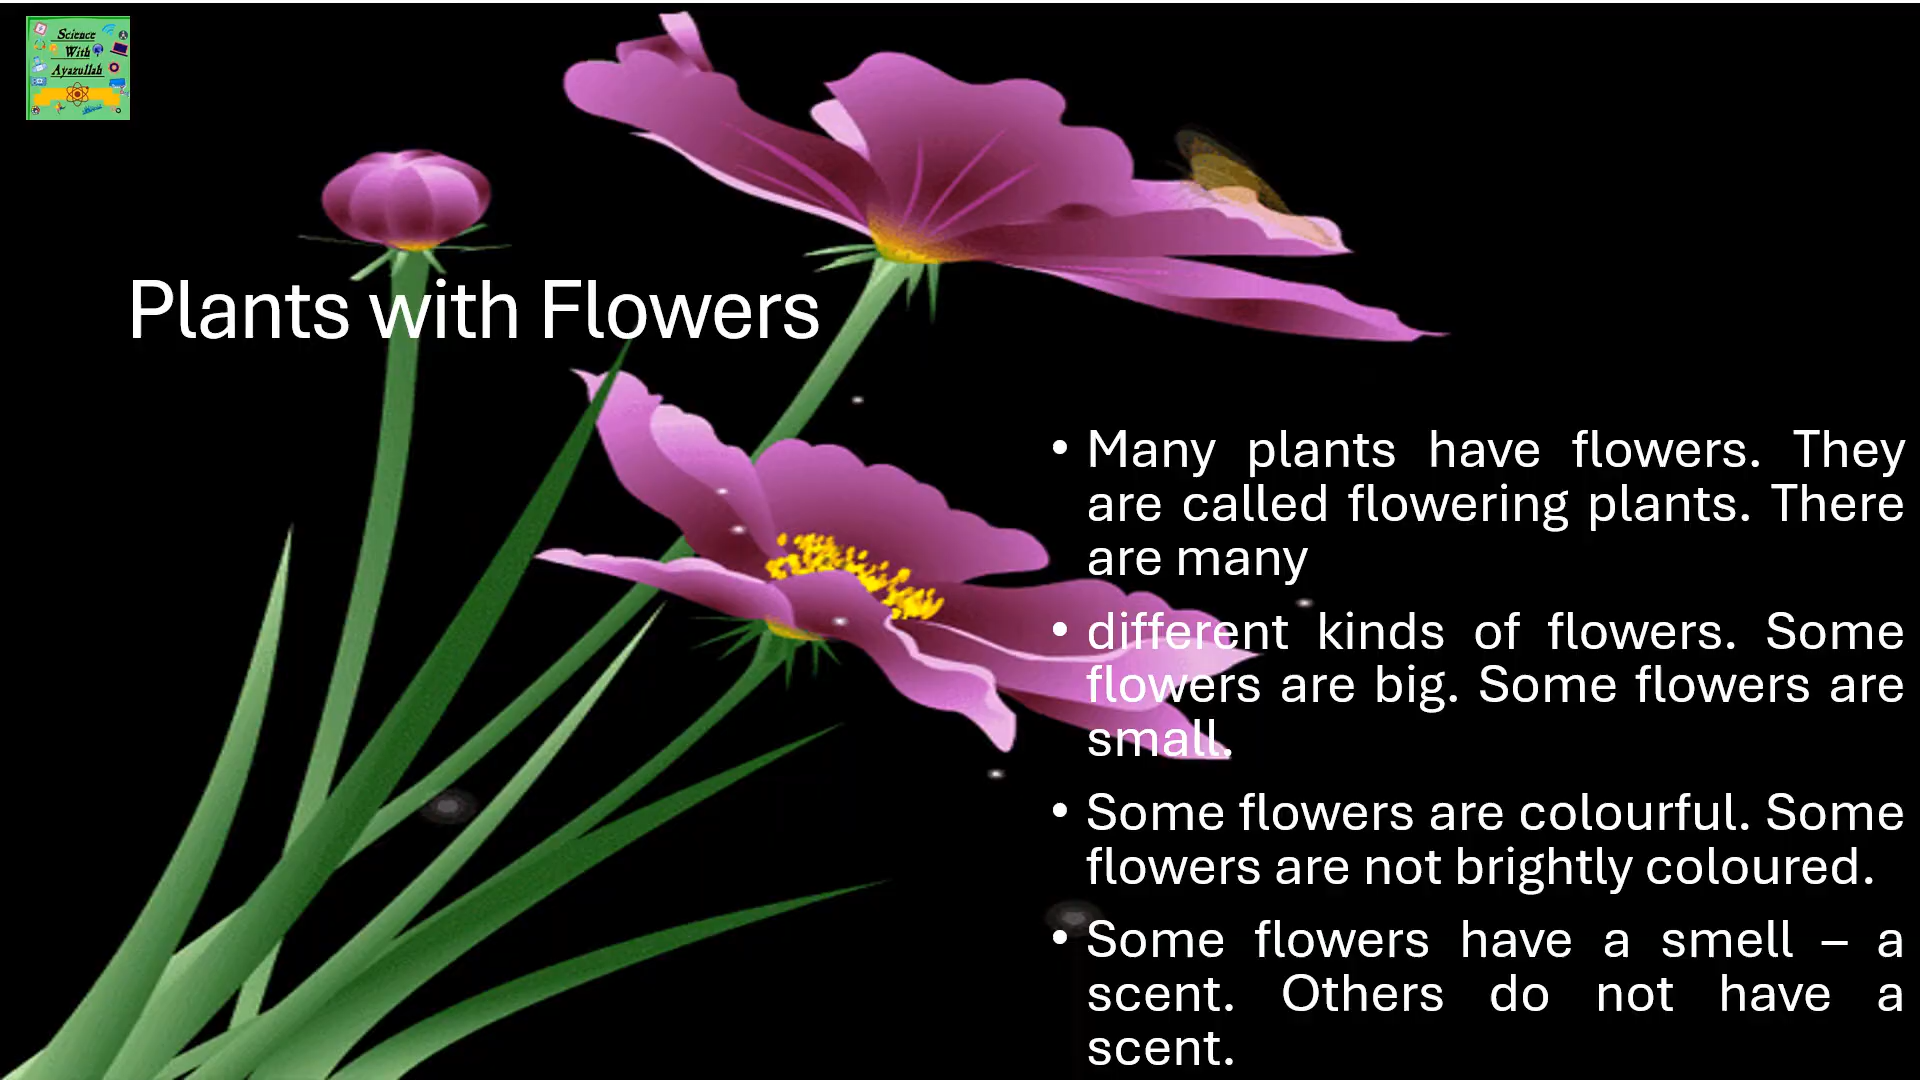 Science
With
Ayazullah
Plants with Flowers
• Many plants have flowers. They
are called flowering plants. There
are many
• different kinds of flowers. Some
flowers are big. Some flowers are
small.
• Some flowers are colourful. Some
flowers are not brightly coloured.
• Some flowers have a smell – a
scent. Others do not have a
scent.